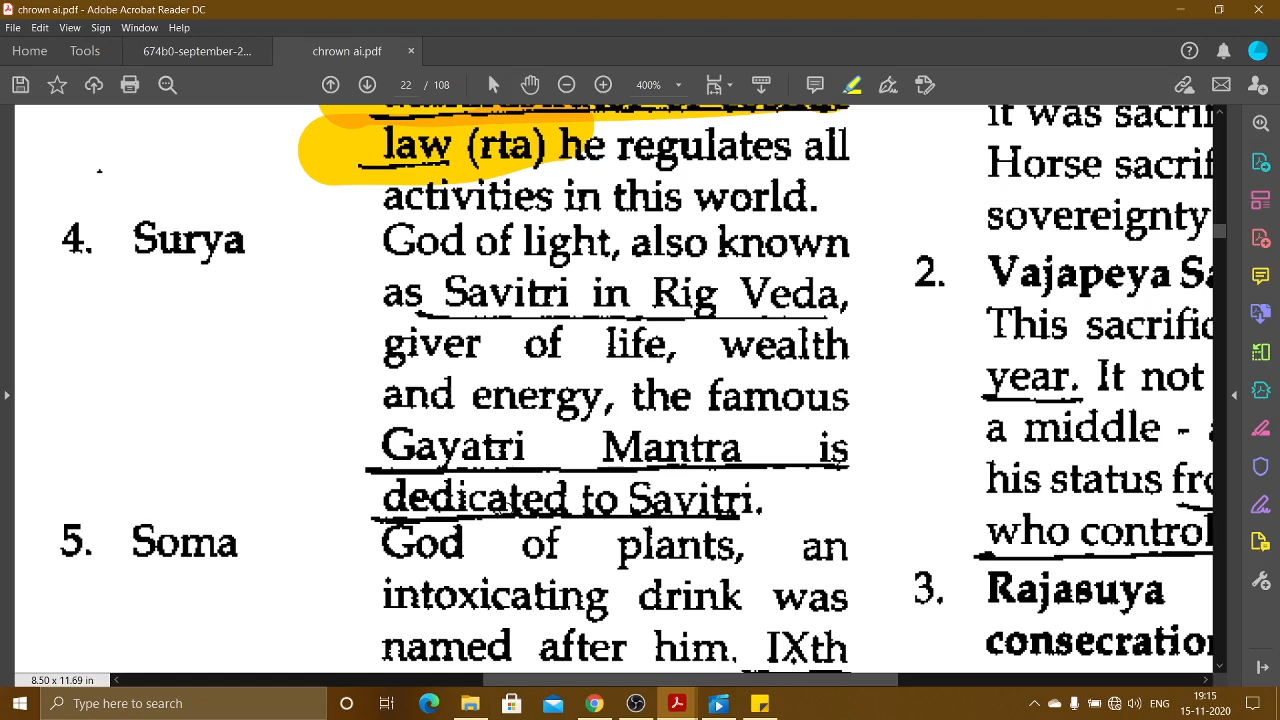 chrown ai.pdf - Adobe Acrobat Reader DC
File Edit View Sign Window Help
Home Tools 674b0-september-2... chrown ai.pdf ×
22 / 108 400%
law (rta) he regulates all
activities in this world.
4. Surya God of light, also known
as Savitri in Rig Veda,
giver of life, wealth
and energy, the famous
Gayatri Mantra is
dedicated to Savitri.
5. Soma God of plants, an
intoxicating drink was
named after him. IXth
it was sacrif
Horse sacrif
sovereignty
2. Vajapeya Sa
This sacrific
year. It not
a middle -
his status fro
who control
3. Rajasuya
consecration
8.50 x 11.69 in
Type here to search
ENG
19:15
15-11-2020